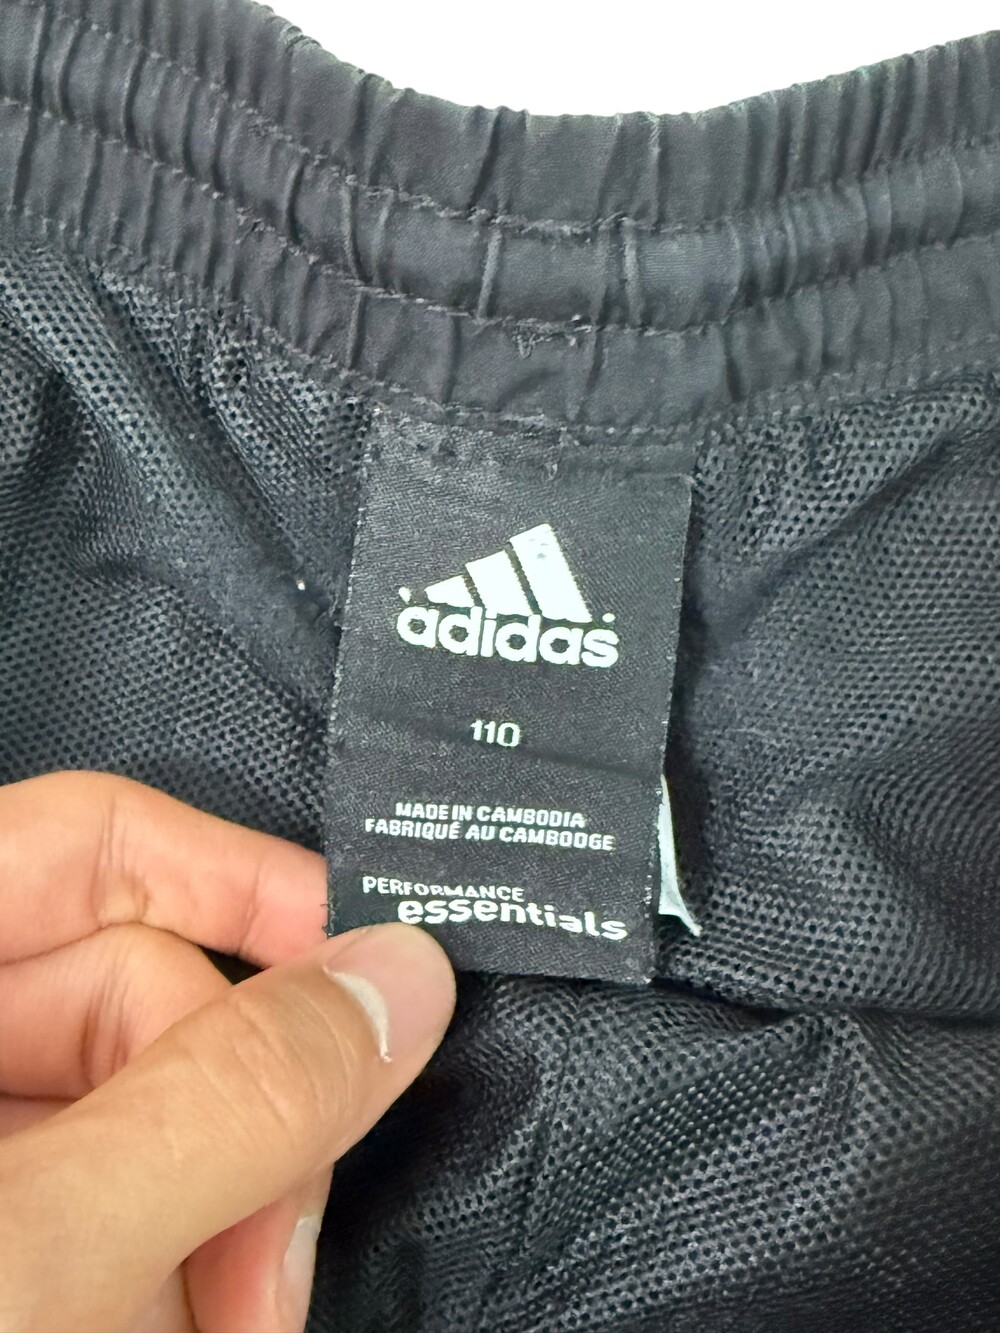 adidas
110
MADE IN CAMBODIA
FABRIQUÉ AU CAMBODGE
PERFORMANCE
essentials